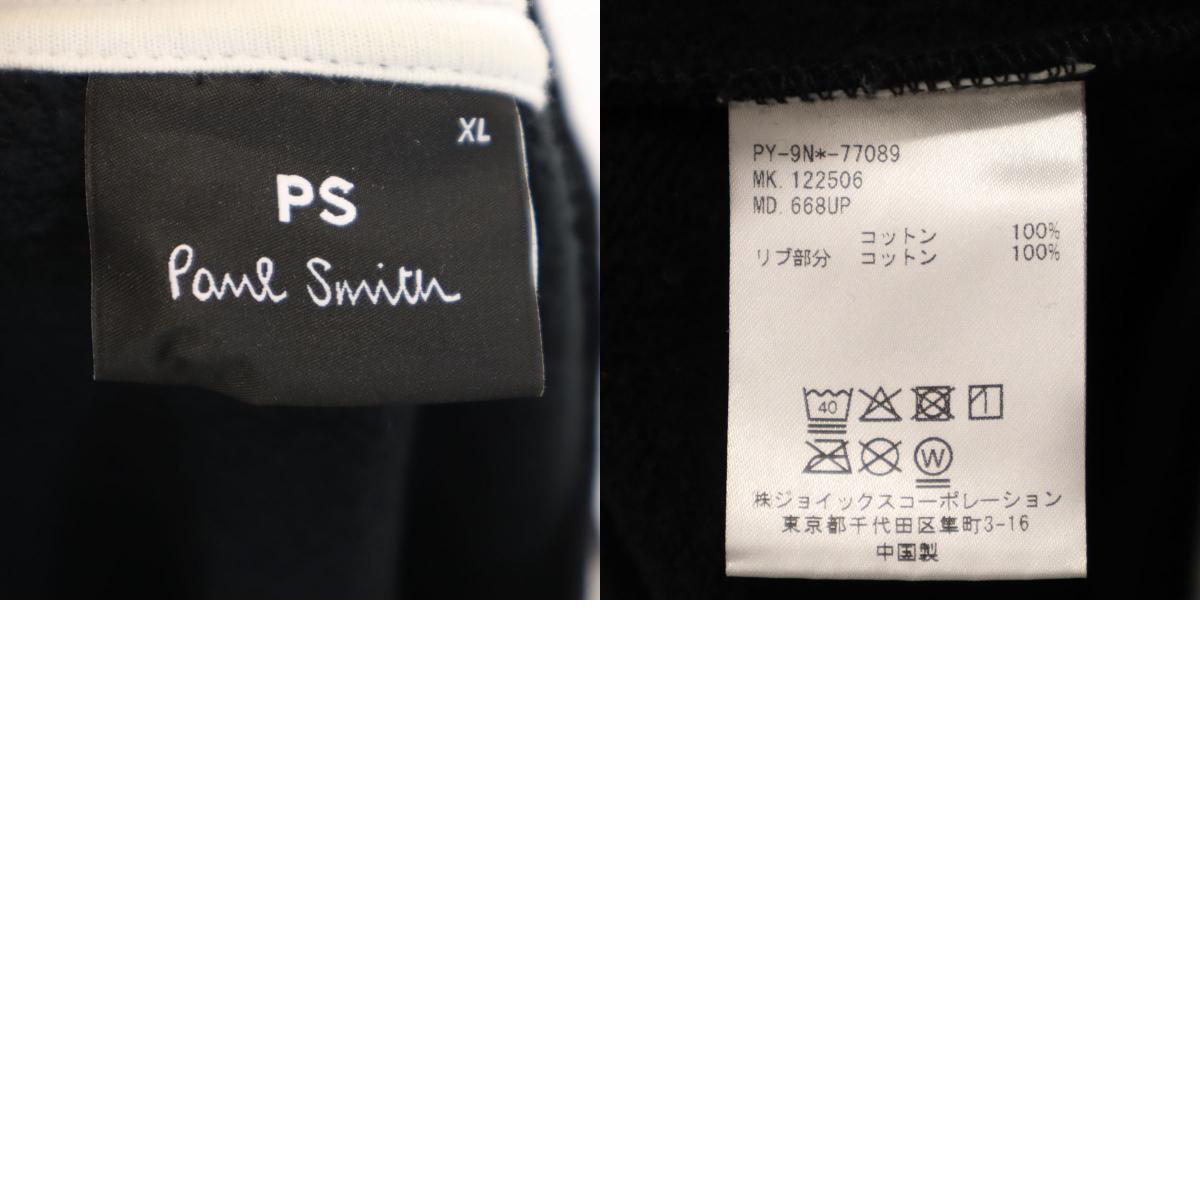 XL
PS
Paul Smith
PY-9N*-77089
MK. 122506
MD. 668UP
コットン 100%
リブ部分 コットン 100%
40
W
株ジョイックスコーポレーション
東京都千代田区隼町3-16
中国製